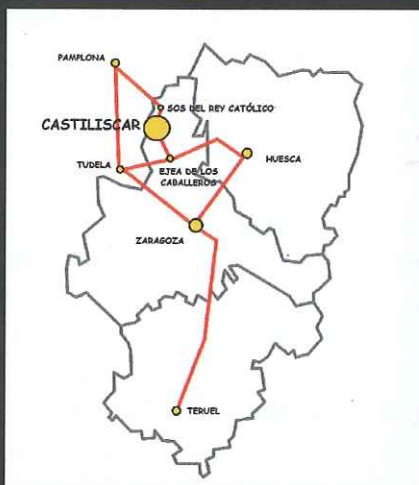 PAMPLONA
SOS DEL REY CATÓLICO
CASTILISCAR
TUDELA
EJEA DE LOS
CABALLEROS
HUESCA
ZARAGOZA
TERUEL